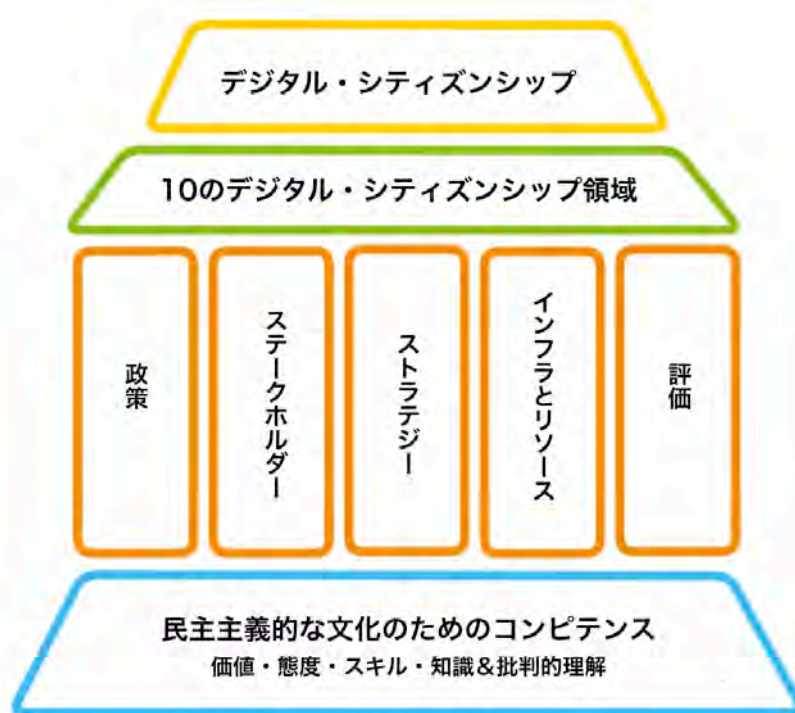 デジタル・シティズンシップ
10のデジタル・シティズンシップ領域
政策
ステークホルダー
ストラテジー
インフラとリソース
評価
民主主義的な文化のためのコンピテンス
価値・態度・スキル・知識&批判的理解